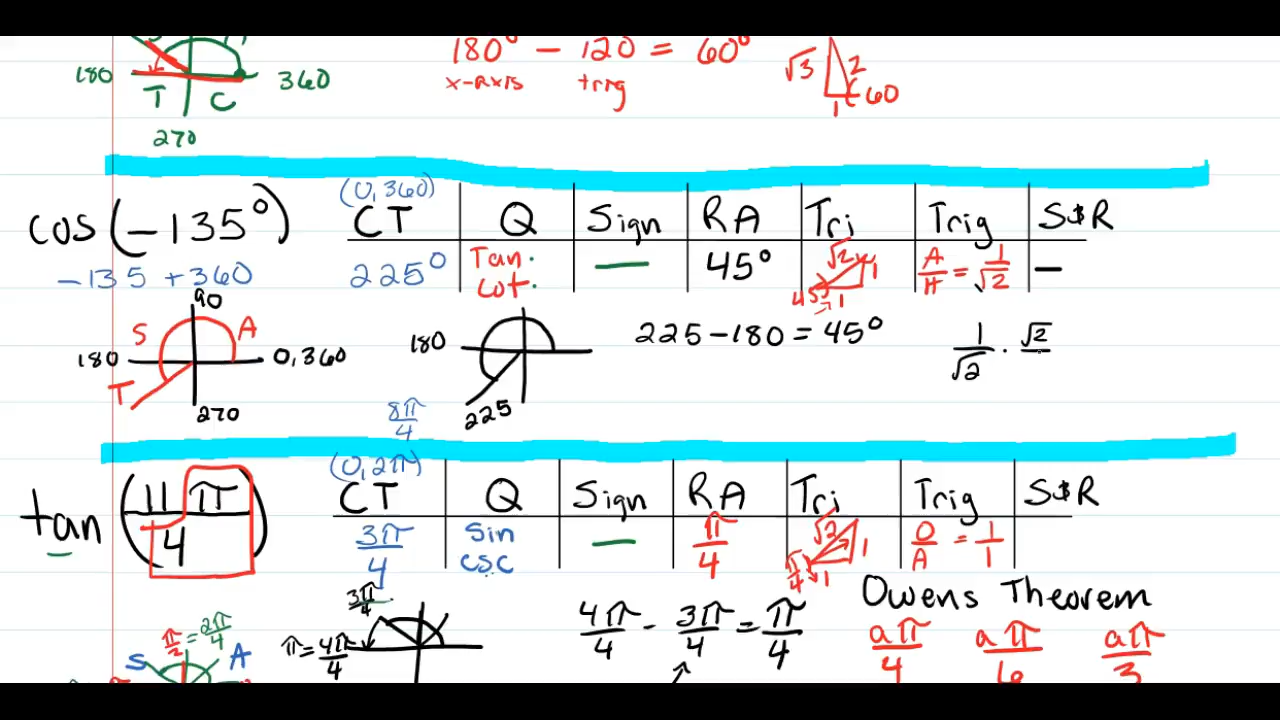 180° − 120 = 60°
x-axis trig
180 360
T C
270
√3 2 60 1
(0, 360)
cos(−135°) CT Q Sign RA Tri Trig S&R
−135 + 360 225° Tan Cot — 45° √2 1 45 1 A/H = 1/√2 −
90
S A
180 0, 360
T
270
180
225
225 − 180 = 45°
1/√2 · √2
8π/4
(0, 2π)
tan(11π/4) CT Q Sign RA Tri Trig S&R
3π/4 sin csc — π/4 √2 1 π/4 1 O/A = 1/1
3π/4
π = 4π/4
4π/4 − 3π/4 = π/4
Owens Theorem
aπ/4 aπ/6 aπ/3
π/2 = 2π/4
S A